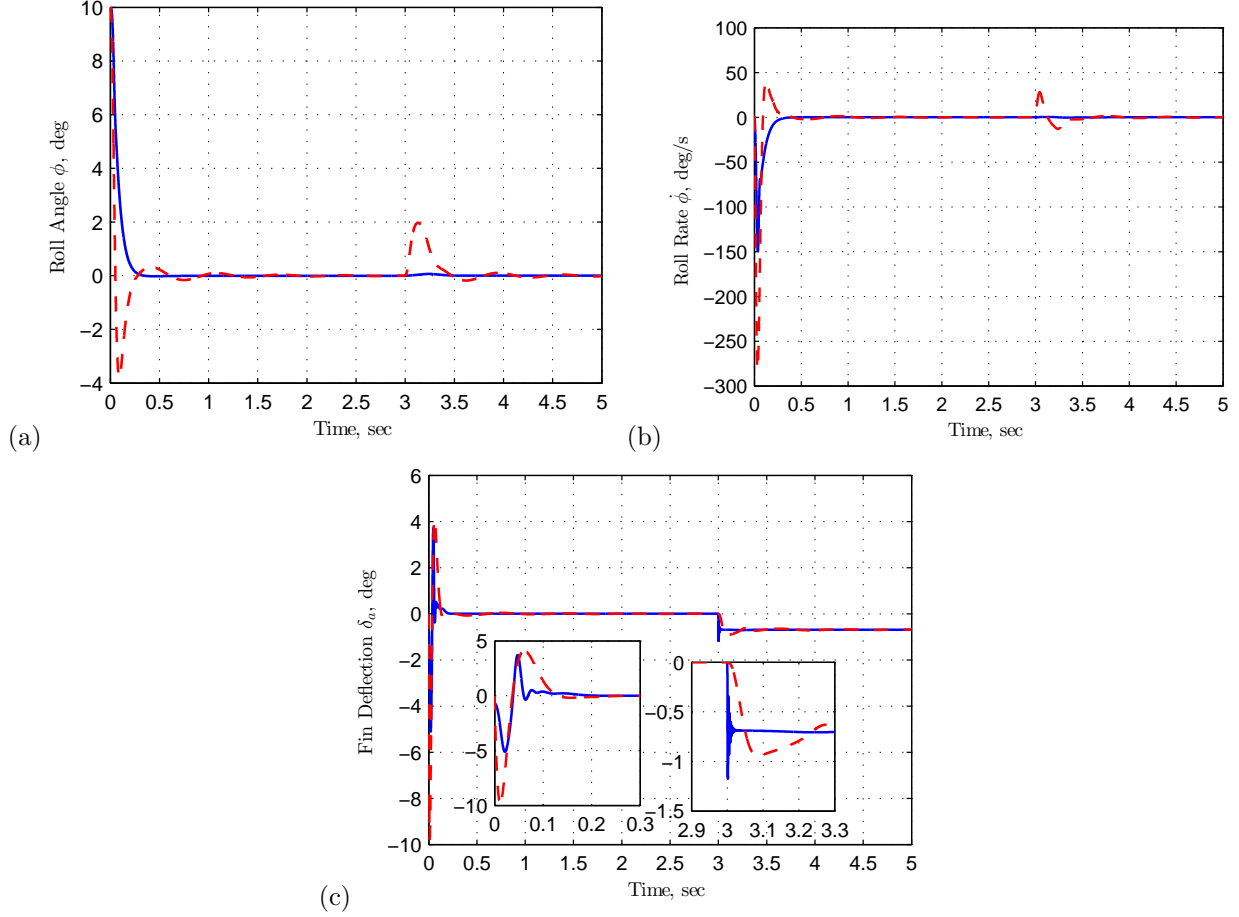 10
8
6
4
2
0
−2
−4
Roll Angle ϕ, deg
0 0.5 1 1.5 2 2.5 3 3.5 4 4.5 5
Time, sec
(a)
100
50
0
−50
−100
−150
−200
−250
−300
Roll Rate ϕ̇, deg/s
0 0.5 1 1.5 2 2.5 3 3.5 4 4.5 5
Time, sec
(b)
6
4
2
0
−2
−4
−6
−8
−10
Fin Deflection δₐ, deg
5
0
−5
−10
0 0.1 0.2 0.3
0
−0.5
−1
−1.5
2.9 3 3.1 3.2 3.3
0 0.5 1 1.5 2 2.5 3 3.5 4 4.5 5
Time, sec
(c)